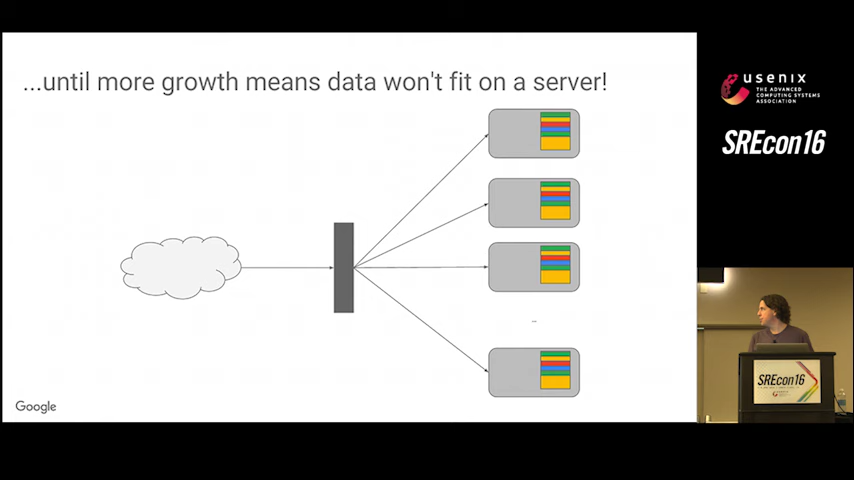 ...until more growth means data won't fit on a server!
...
Google
usenix
THE ADVANCED
COMPUTING SYSTEMS
ASSOCIATION
SREcon16
SREcon16